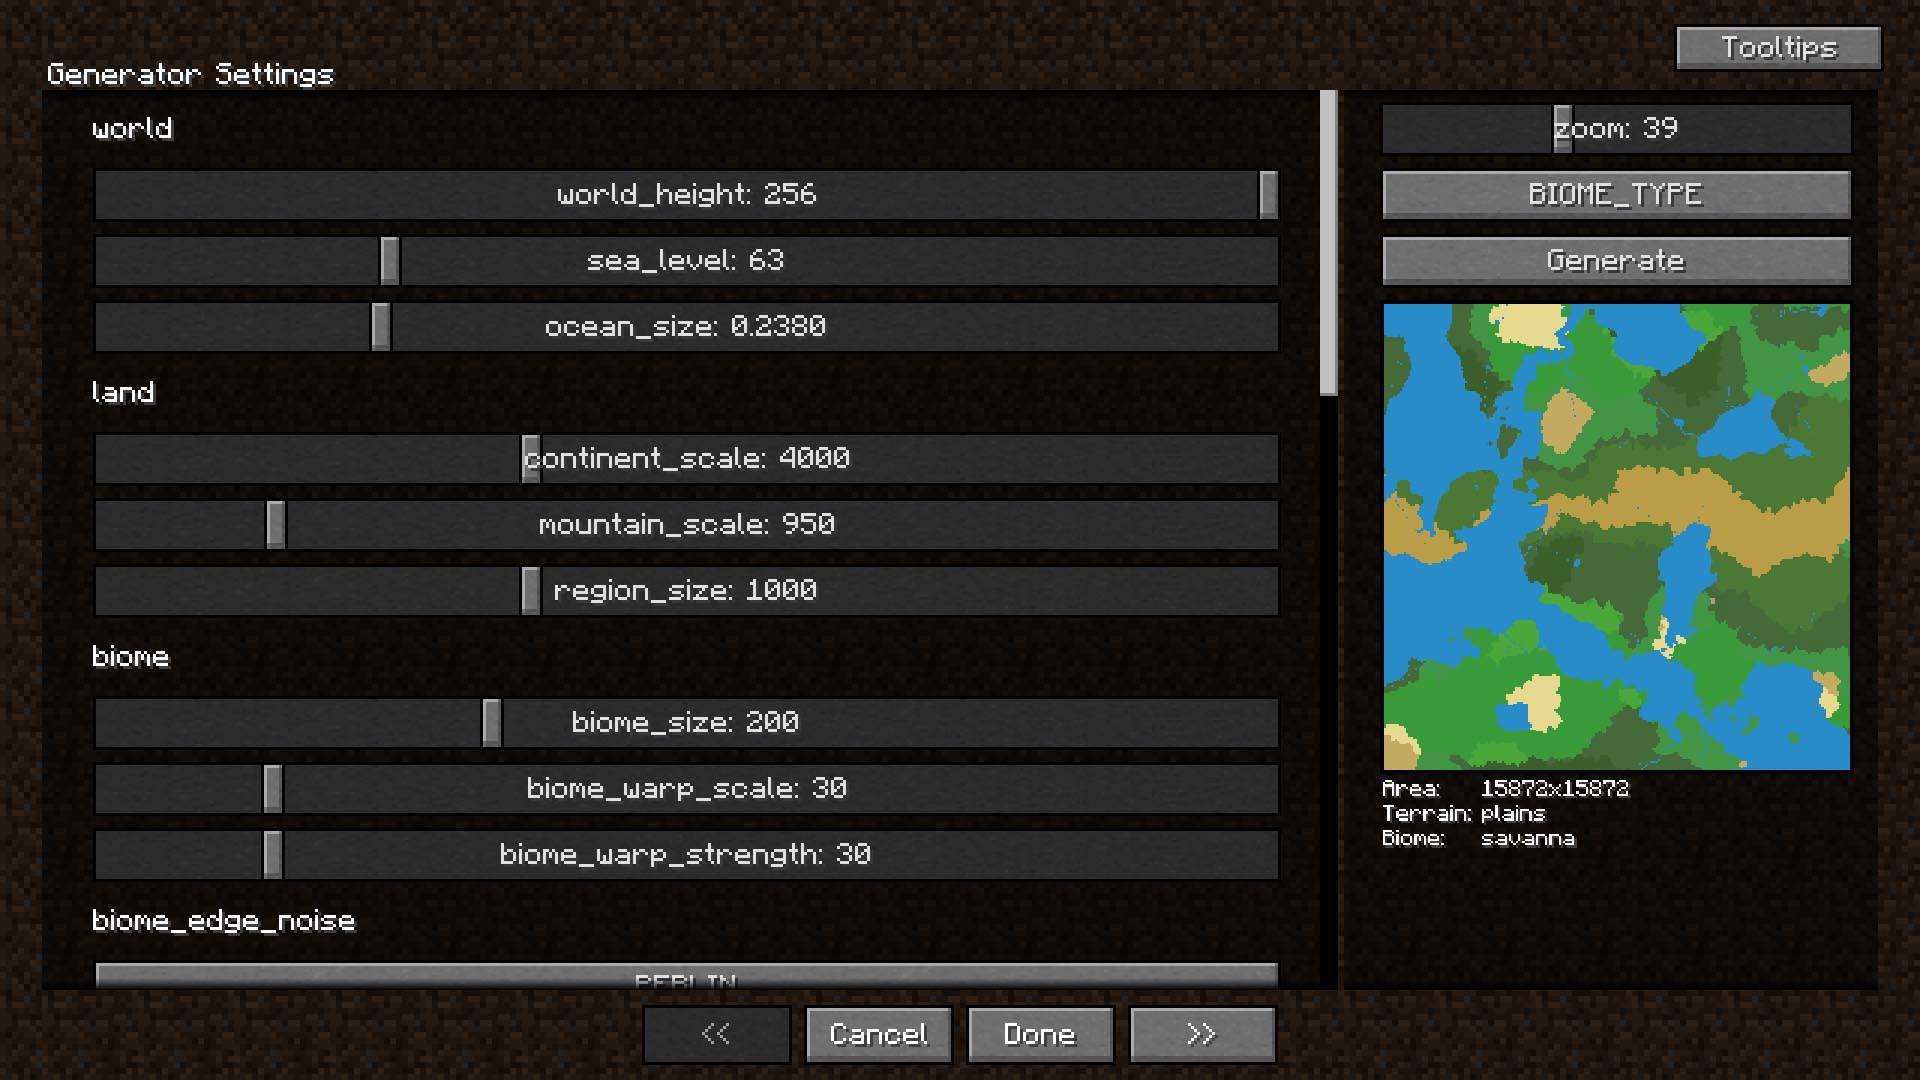 Tooltips
Generator Settings
world
world_height: 256
sea_level: 63
ocean_size: 0.2380
land
continent_scale: 4000
mountain_scale: 950
region_size: 1000
biome
biome_size: 200
biome_warp_scale: 30
biome_warp_strength: 30
biome_edge_noise
zoom: 39
BIOME_TYPE
Generate
Area: 15872x15872
Terrain: plains
Biome: savanna
<<
Cancel
Done
>>